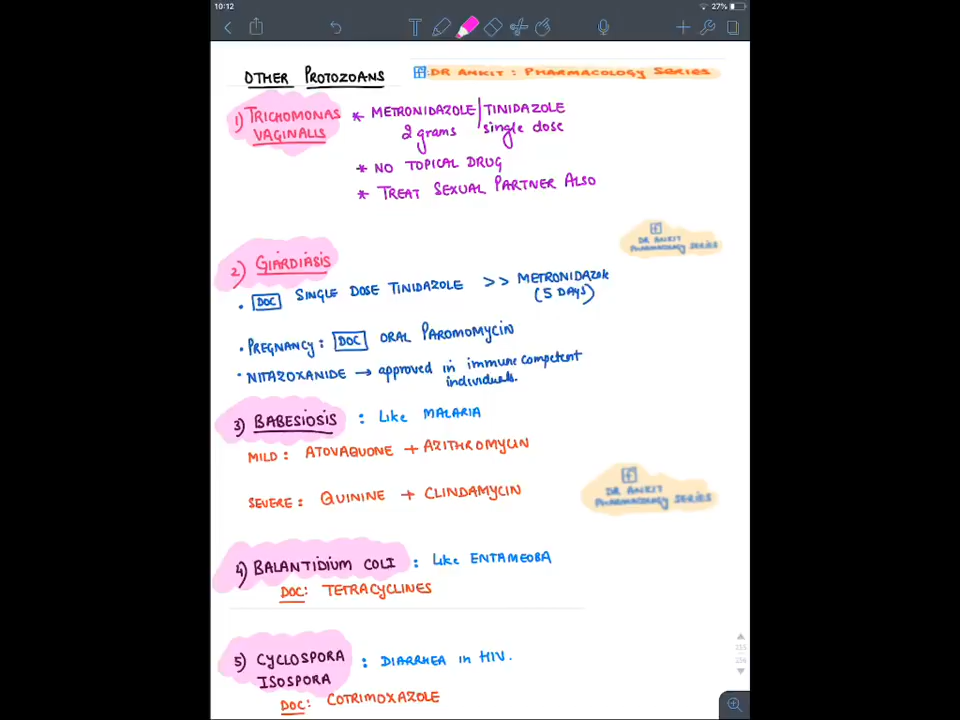 10:12
27%
T
OTHER PROTOZOANS
DR ANKIT : PHARMACOLOGY SERIES
1) TRICHOMONAS VAGINALIS
* METRONIDAZOLE | TINIDAZOLE
2 grams single dose
* NO TOPICAL DRUG
* TREAT SEXUAL PARTNER ALSO
DR ANKIT
PHARMACOLOGY SERIES
2) GIARDIASIS
• DOC SINGLE DOSE TINIDAZOLE >> METRONIDAZOLE
(5 DAYS)
• PREGNANCY : DOC ORAL PAROMOMYCIN
• NITAZOXANIDE → approved in immune competent
individuals.
3) BABESIOSIS : Like MALARIA
MILD : ATOVAQUONE + AZITHROMYCIN
SEVERE : QUININE + CLINDAMYCIN
DR ANKIT
PHARMACOLOGY SERIES
4) BALANTIDIUM COLI : Like ENTAMEOBA
DOC: TETRACYCLINES
5) CYCLOSPORA
ISOSPORA
: DIARRHEA in HIV.
DOC: COTRIMOXAZOLE